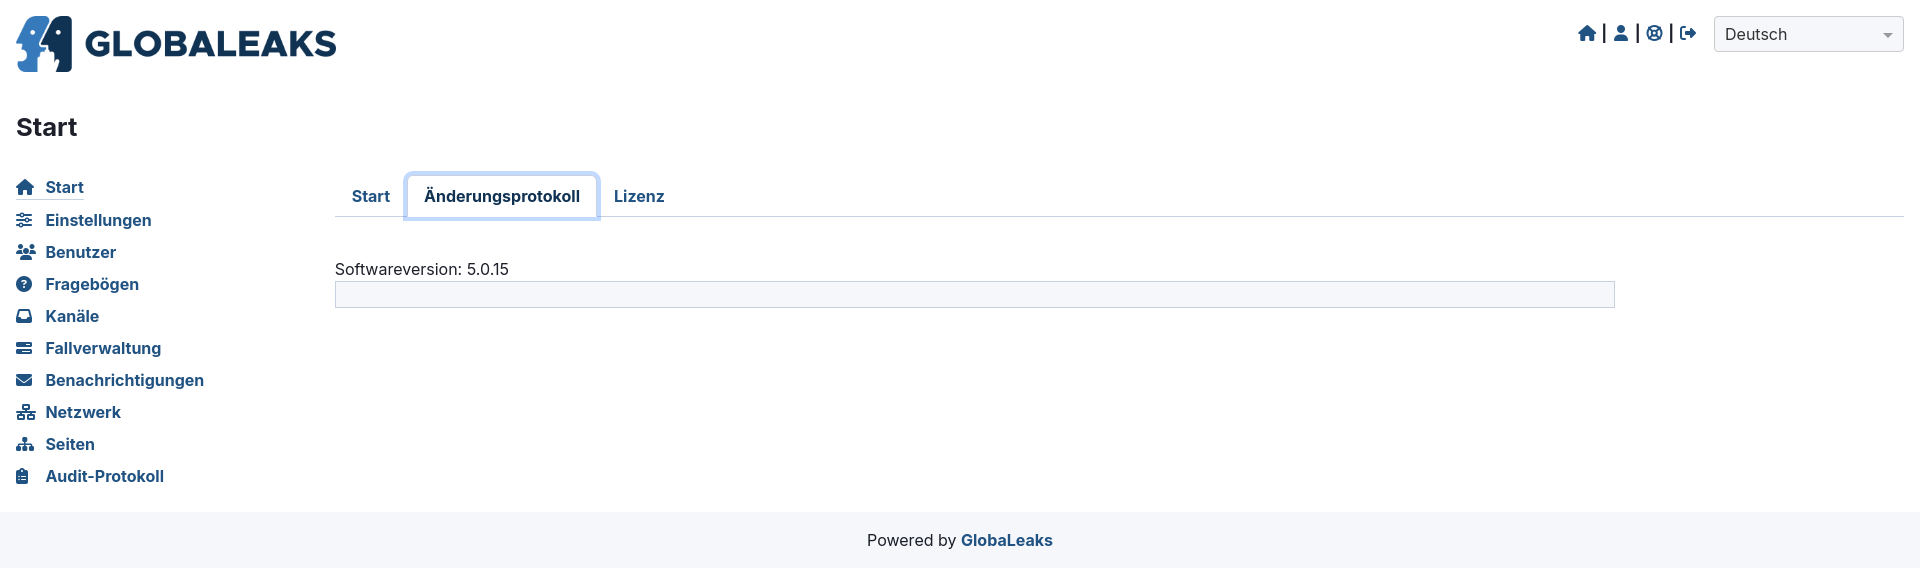 GLOBALEAKS
Deutsch
Start
Start
Einstellungen
Benutzer
Fragebögen
Kanäle
Fallverwaltung
Benachrichtigungen
Netzwerk
Seiten
Audit-Protokoll
Start Änderungsprotokoll Lizenz
Softwareversion: 5.0.15
Powered by GlobaLeaks